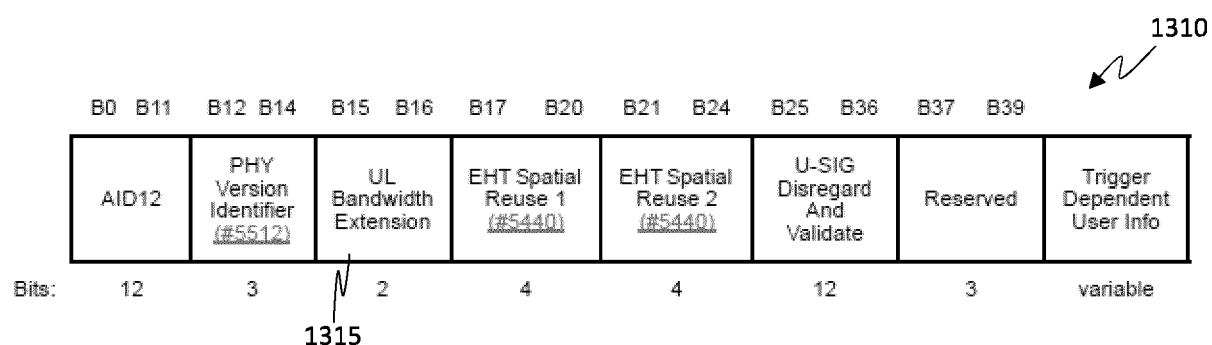 1310
B0 B11 B12 B14 B15 B16 B17 B20 B21 B24 B25 B36 B37 B39
AID12
PHY
Version
Identifier
(#5512)
UL
Bandwidth
Extension
EHT Spatial
Reuse 1
(#5440)
EHT Spatial
Reuse 2
(#5440)
U-SIG
Disregard
And
Validate
Reserved
Trigger
Dependent
User Info
Bits: 12 3 2 4 4 12 3 variable
1315